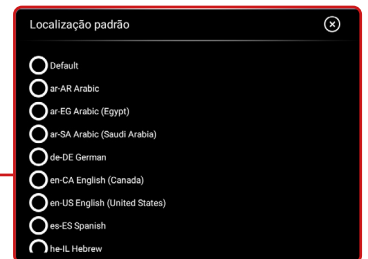 Localização padrão
Default
ar-AR Arabic
ar-EG Arabic (Egypt)
ar-SA Arabic (Saudi Arabia)
de-DE German
en-CA English (Canada)
en-US English (United States)
es-ES Spanish
he-IL Hebrew